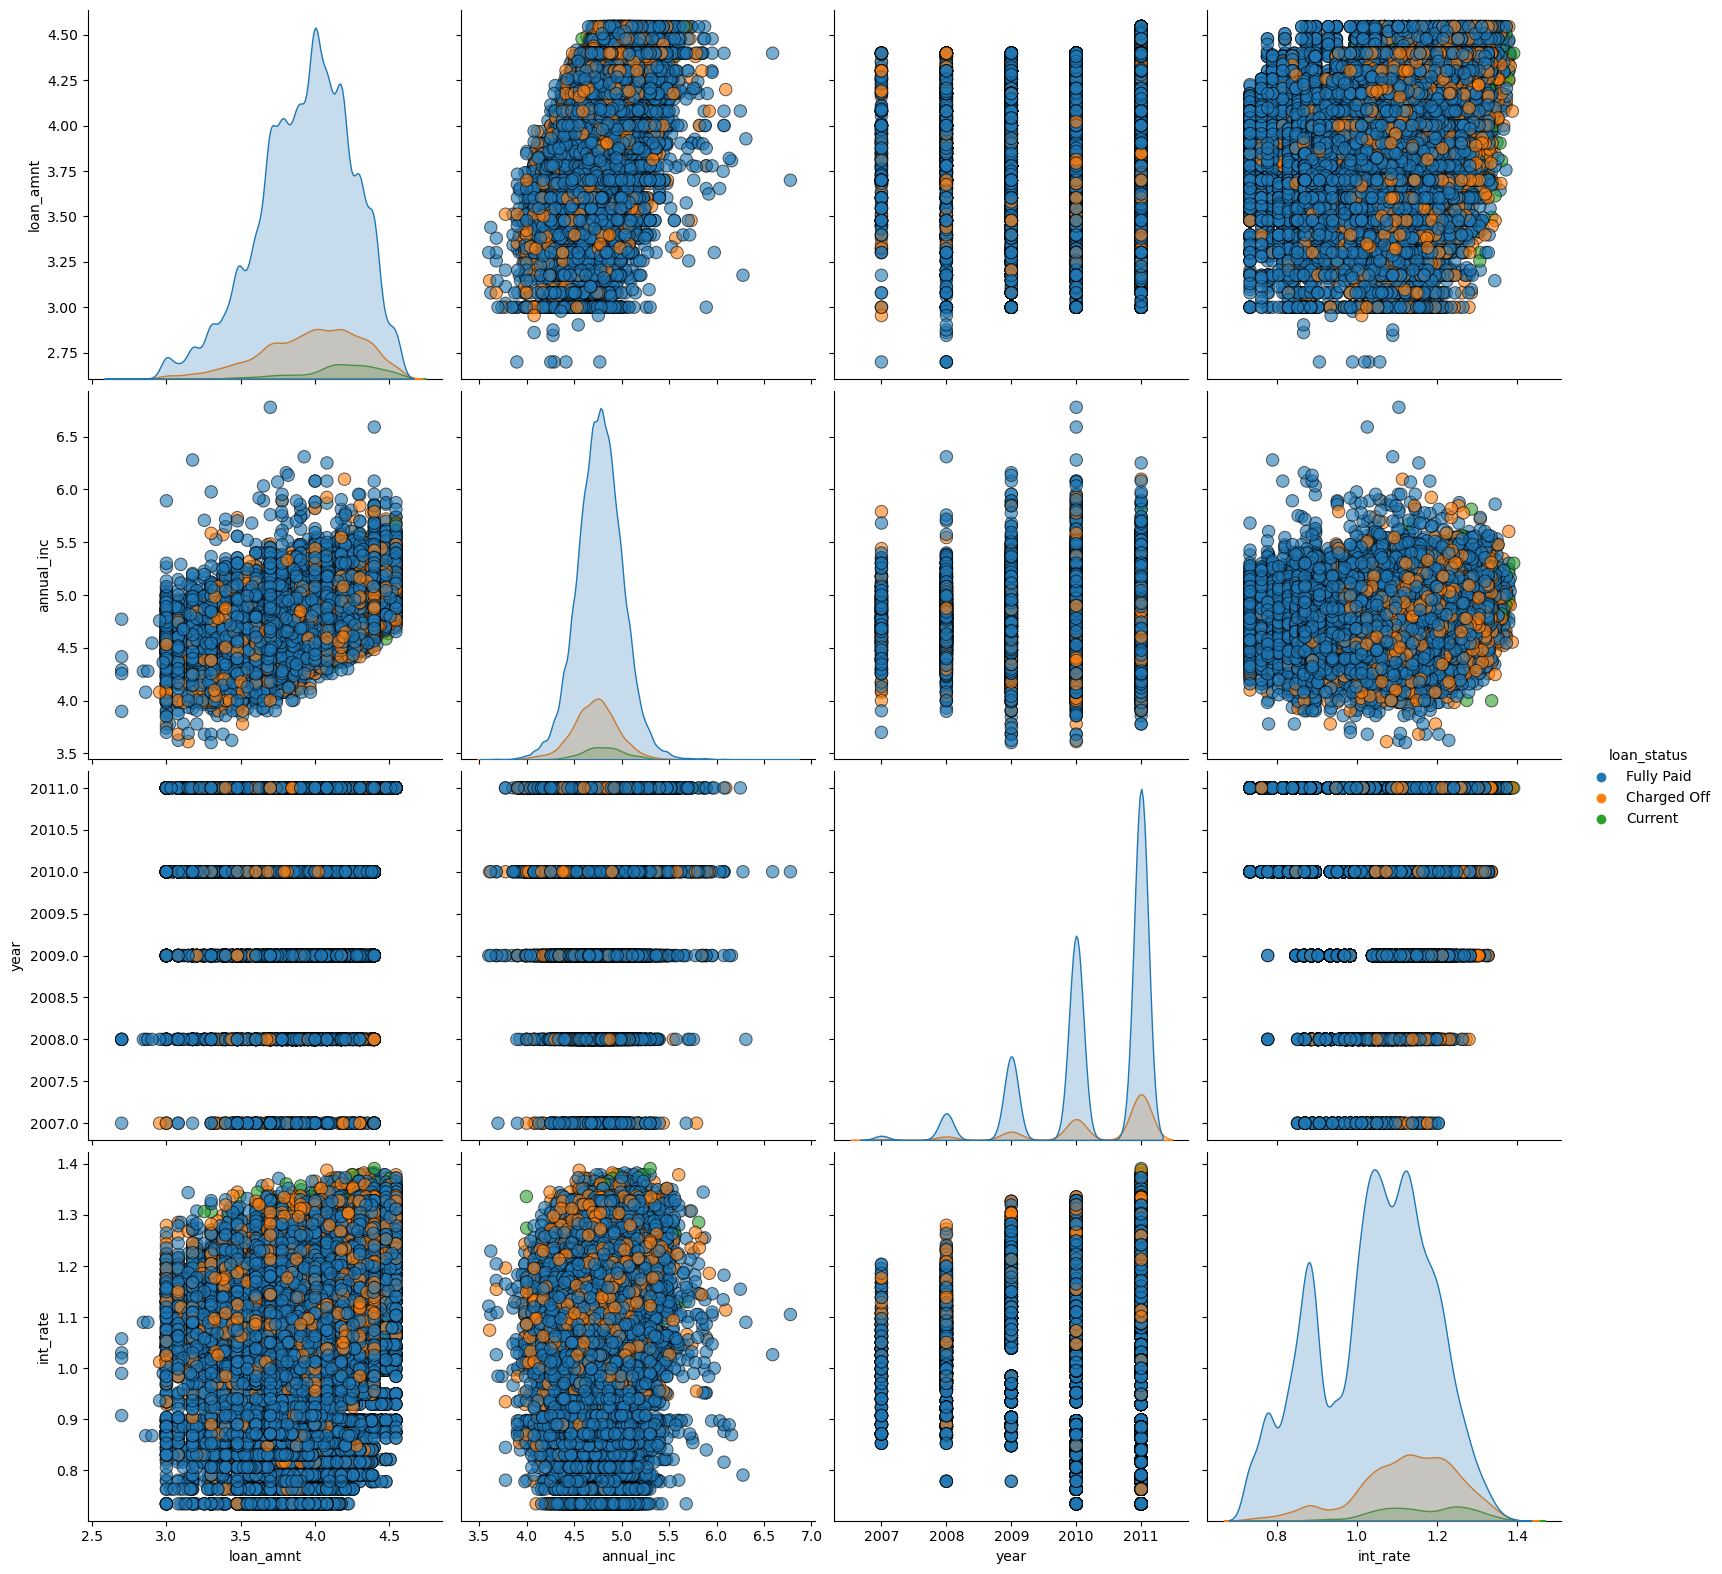 4.50
4.25
4.00
3.75
3.50
3.25
3.00
2.75
loan_amnt
6.5
6.0
5.5
5.0
4.5
4.0
3.5
annual_inc
loan_status
Fully Paid
Charged Off
Current
2011.0
2010.5
2010.0
2009.5
2009.0
2008.5
2008.0
2007.5
2007.0
year
1.4
1.3
1.2
1.1
1.0
0.9
0.8
int_rate
2.5 3.0 3.5 4.0 4.5
loan_amnt
3.5 4.0 4.5 5.0 5.5 6.0 6.5 7.0
annual_inc
2007 2008 2009 2010 2011
year
0.8 1.0 1.2 1.4
int_rate